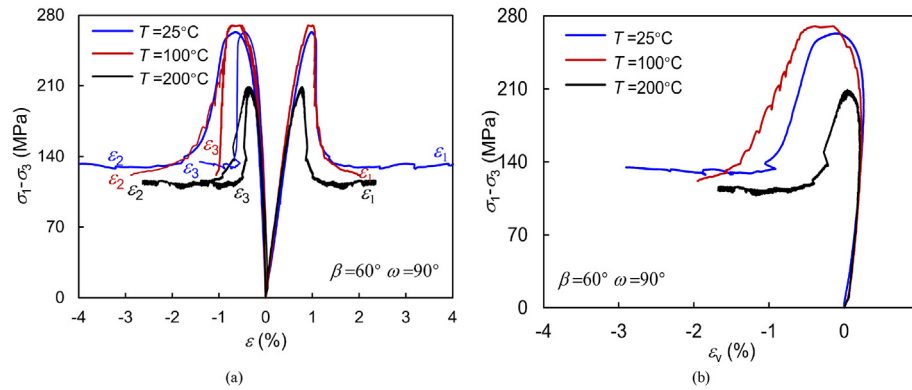 280
210
140
70
0
σ1-σ3 (MPa)
T =25°C
T =100°C
T =200°C
ε2
ε3
ε3
ε1
ε2
ε2
ε3
ε1
ε1
β=60° ω=90°
-4 -3 -2 -1 0 1 2 3 4
ε (%)
(a)
280
210
140
70
0
σ1-σ3 (MPa)
T =25°C
T =100°C
T =200°C
β=60° ω=90°
-4 -3 -2 -1 0
εv (%)
(b)